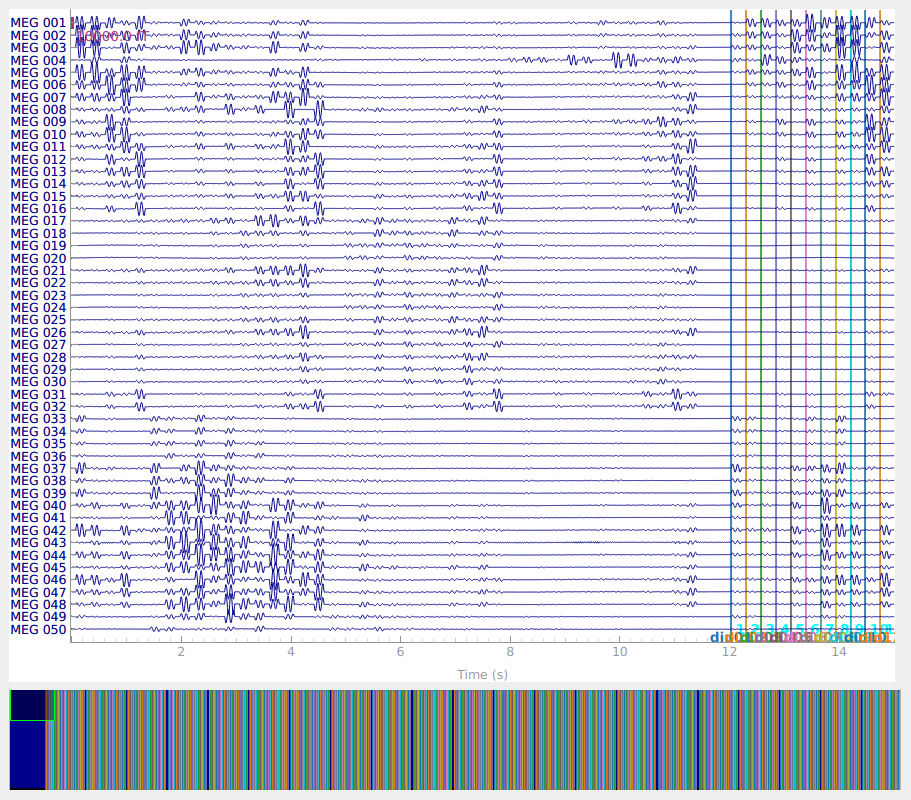 MEG 001
MEG 002
MEG 003
MEG 004
MEG 005
MEG 006
MEG 007
MEG 008
MEG 009
MEG 010
MEG 011
MEG 012
MEG 013
MEG 014
MEG 015
MEG 016
MEG 017
MEG 018
MEG 019
MEG 020
MEG 021
MEG 022
MEG 023
MEG 024
MEG 025
MEG 026
MEG 027
MEG 028
MEG 029
MEG 030
MEG 031
MEG 032
MEG 033
MEG 034
MEG 035
MEG 036
MEG 037
MEG 038
MEG 039
MEG 040
MEG 041
MEG 042
MEG 043
MEG 044
MEG 045
MEG 046
MEG 047
MEG 048
MEG 049
MEG 050
1 2 3 4 5 6 7 8 9 10
2 4 6 8 10 12 14
Time (s)